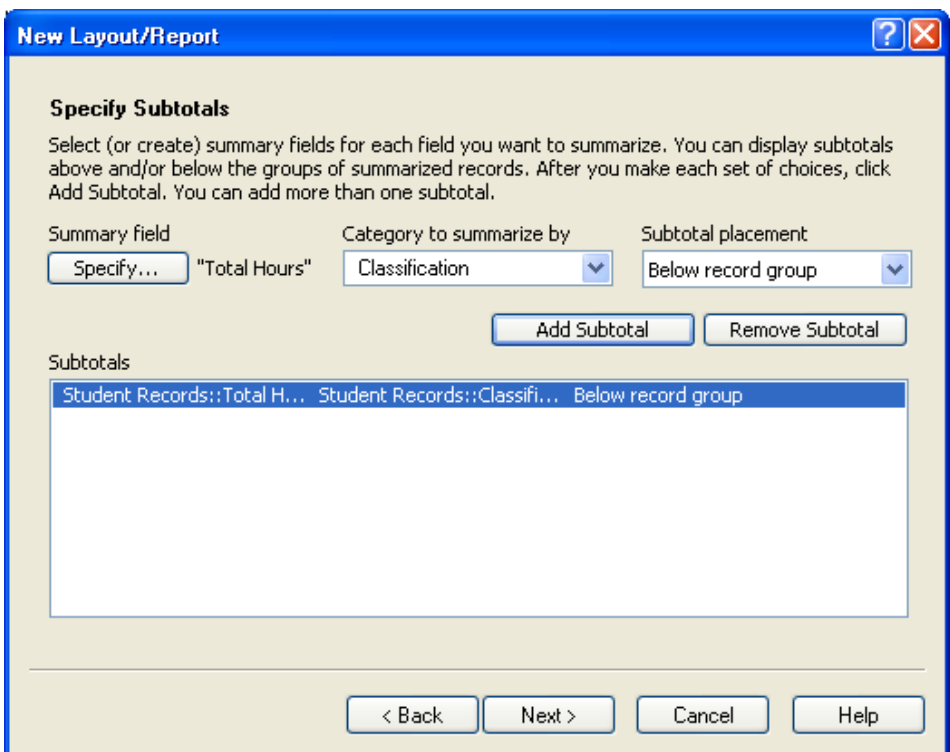 New Layout/Report
Specify Subtotals
Select (or create) summary fields for each field you want to summarize. You can display subtotals
above and/or below the groups of summarized records. After you make each set of choices, click
Add Subtotal. You can add more than one subtotal.
Summary field Category to summarize by Subtotal placement
Specify... "Total Hours" Classification Below record group
Add Subtotal Remove Subtotal
Subtotals
Student Records::Total H... Student Records::Classifi... Below record group
< Back Next > Cancel Help